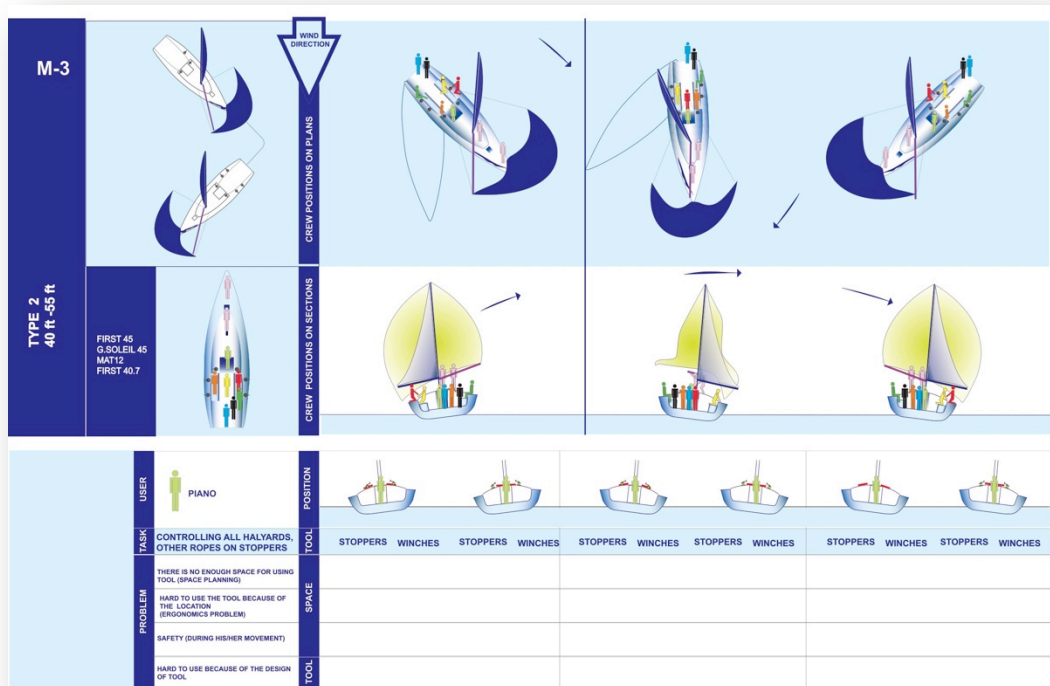 M-3
WIND
DIRECTION
CREW POSITIONS ON PLANS
TYPE 2
40 ft -55 ft
FIRST 45
G.SOLEIL 45
MAT12
FIRST 40.7
CREW POSITIONS ON SECTIONS
USER
PIANO
POSITION
TASK
CONTROLLING ALL HALYARDS,
OTHER ROPES ON STOPPERS
TOOL
STOPPERS WINCHES STOPPERS WINCHES STOPPERS WINCHES STOPPERS WINCHES STOPPERS WINCHES STOPPERS WINCHES
PROBLEM
THERE IS NO ENOUGH SPACE FOR USING
TOOL (SPACE PLANNING)
HARD TO USE THE TOOL BECAUSE OF
THE LOCATION
(ERGONOMICS PROBLEM)
SPACE
SAFETY (DURING HIS/HER MOVEMENT)
HARD TO USE BECAUSE OF THE DESIGN
OF TOOL
TOOL